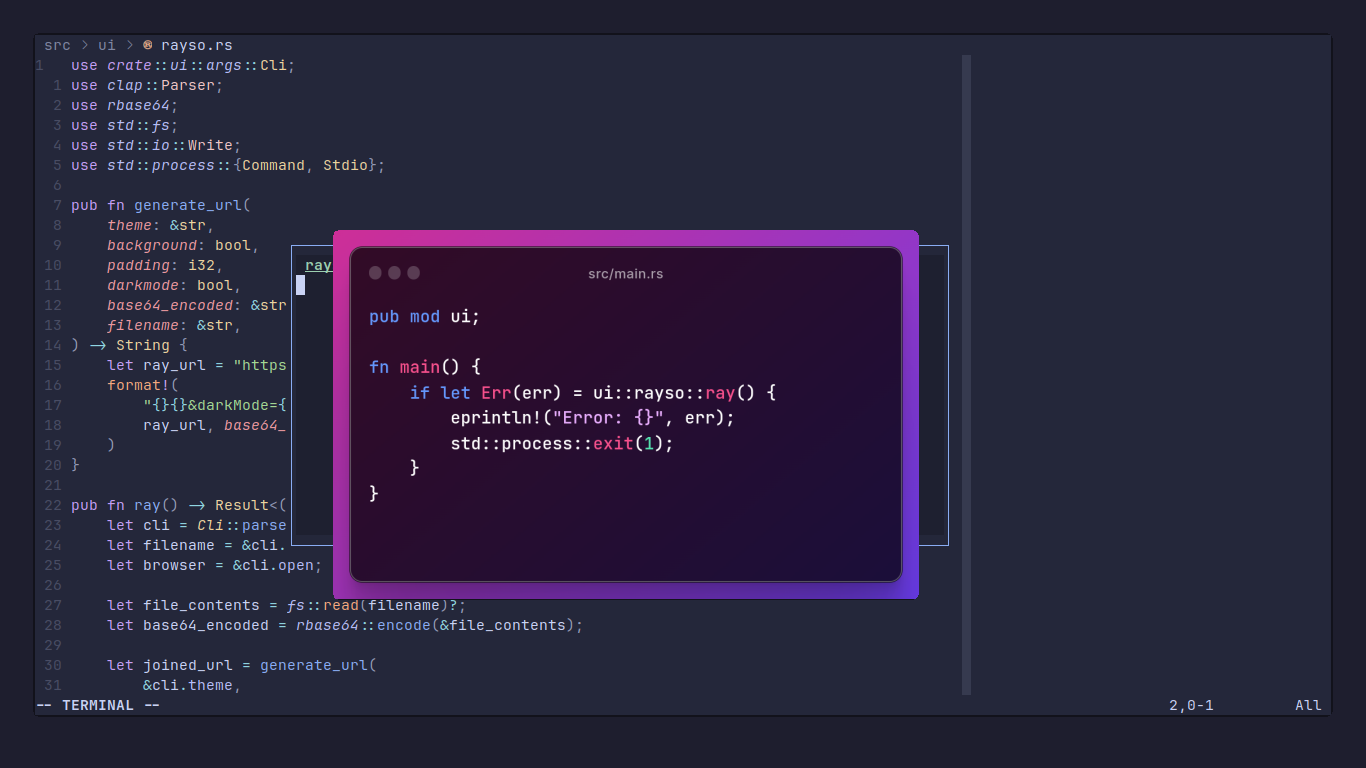 src > ui > rayso.rs
1 use crate::ui::args::Cli;
1 use clap::Parser;
2 use rbase64;
3 use std::fs;
4 use std::io::Write;
5 use std::process::{Command, Stdio};
6
7 pub fn generate_url(
8 theme: &str,
9 background: bool,
10 padding: i32,
11 darkmode: bool,
12 base64_encoded: &str
13 filename: &str,
14 ) -> String {
15 let ray_url = "https
16 format!(
17 "{}{}&darkMode={
18 ray_url, base64_
19 )
20 }
21
22 pub fn ray() -> Result<(
23 let cli = Cli::parse
24 let filename = &cli.
25 let browser = &cli.open;
26
27 let file_contents = fs::read(filename)?;
28 let base64_encoded = rbase64::encode(&file_contents);
29
30 let joined_url = generate_url(
31 &cli.theme,
-- TERMINAL -- 2,0-1 All
ray
src/main.rs
pub mod ui;
fn main() {
if let Err(err) = ui::rayso::ray() {
eprintln!("Error: {}", err);
std::process::exit(1);
}
}